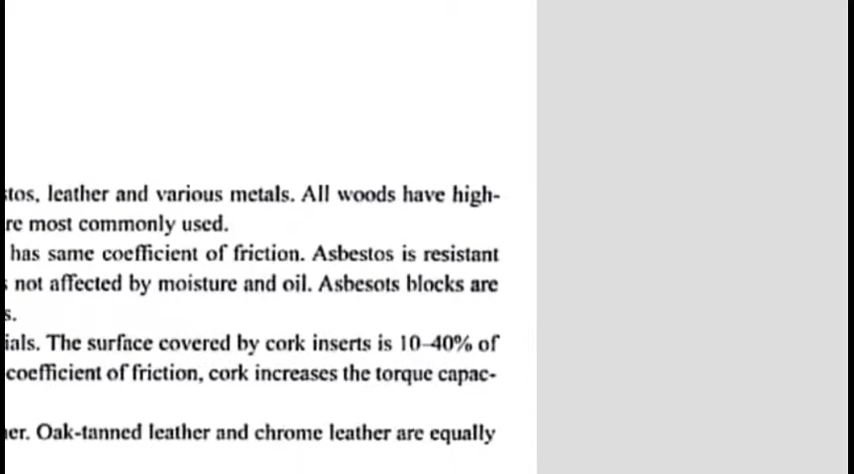 tos, leather and various metals. All woods have high-
re most commonly used.
has same coefficient of friction. Asbestos is resistant
not affected by moisture and oil. Asbesots blocks are
s.
ials. The surface covered by cork inserts is 10–40% of
coefficient of friction, cork increases the torque capac-
er. Oak-tanned leather and chrome leather are equally